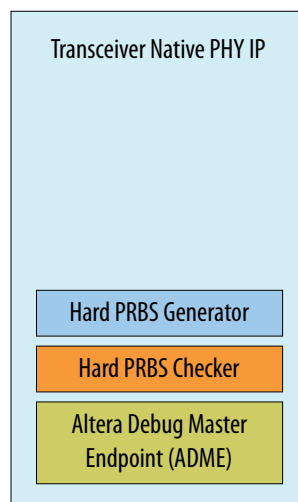 Transceiver Native PHY IP
Hard PRBS Generator
Hard PRBS Checker
Altera Debug Master
Endpoint (ADME)